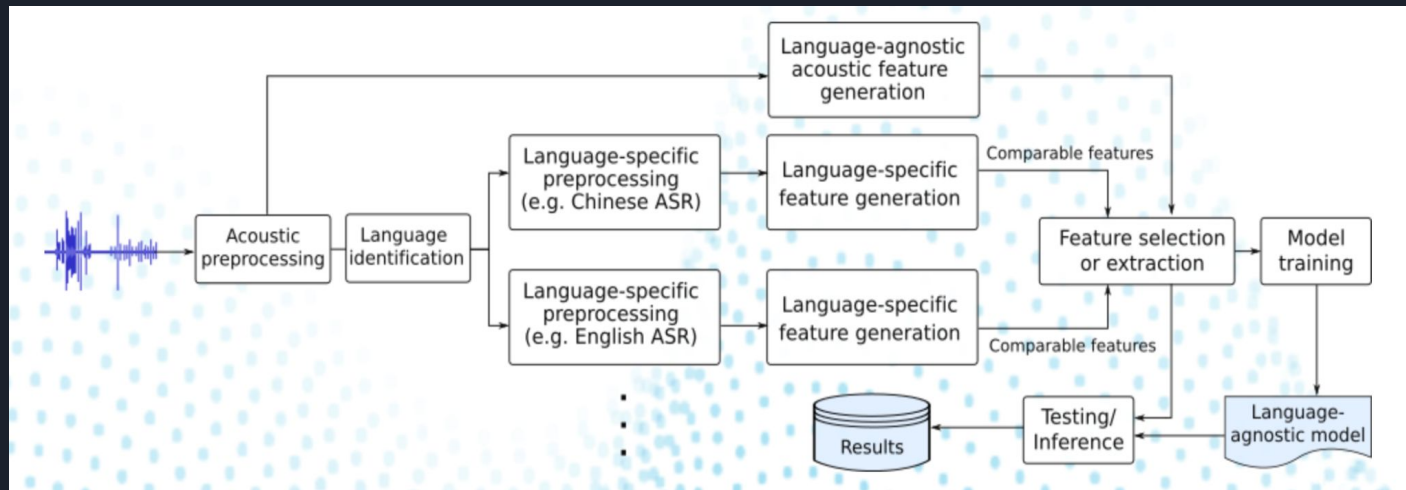 Language-agnostic
acoustic feature
generation
Language-specific
preprocessing
(e.g. Chinese ASR)
Language-specific
feature generation
Comparable features
Acoustic
preprocessing
Language
identification
Feature selection
or extraction
Model
training
Language-specific
preprocessing
(e.g. English ASR)
Language-specific
feature generation
Comparable features
Results
Testing/
Inference
Language-
agnostic model